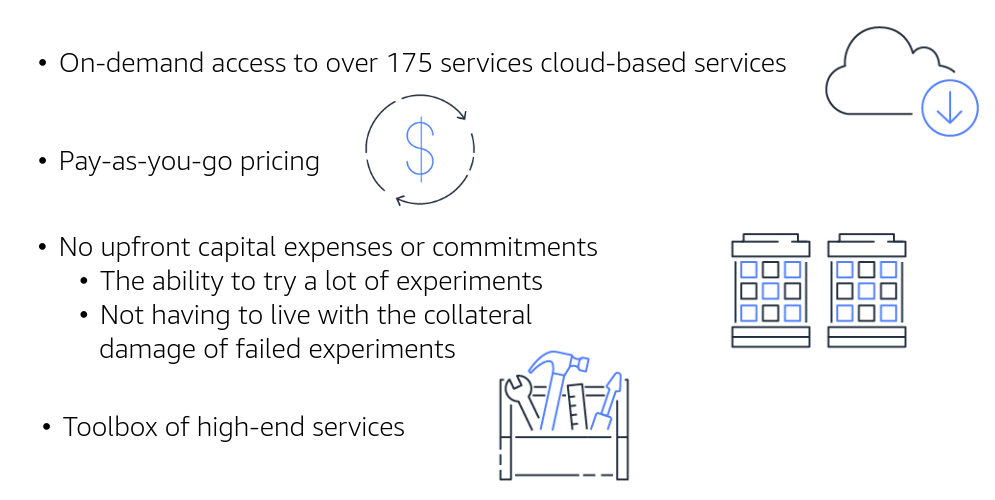 • On-demand access to over 175 services cloud-based services
$
• Pay-as-you-go pricing
• No upfront capital expenses or commitments
• The ability to try a lot of experiments
• Not having to live with the collateral
damage of failed experiments
• Toolbox of high-end services